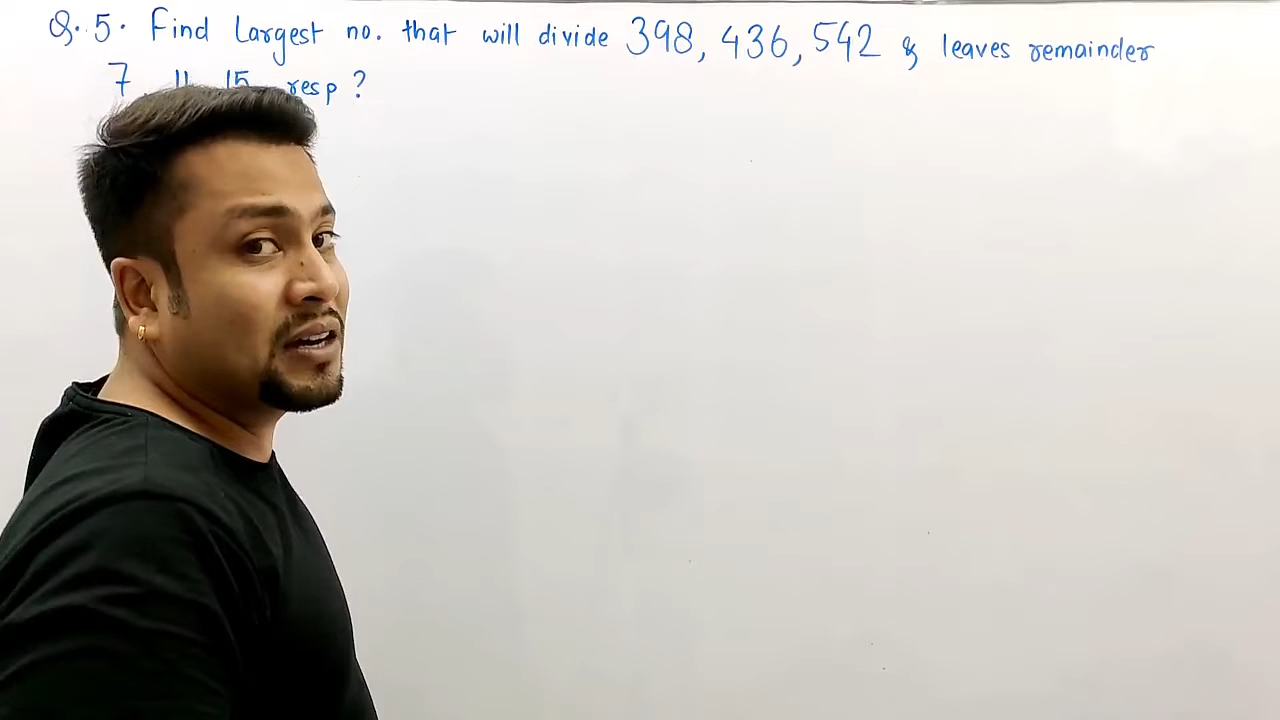 Q. 5. Find Largest no. that will divide 398, 436, 542 & leaves remainder
7, 11, 15 resp ?